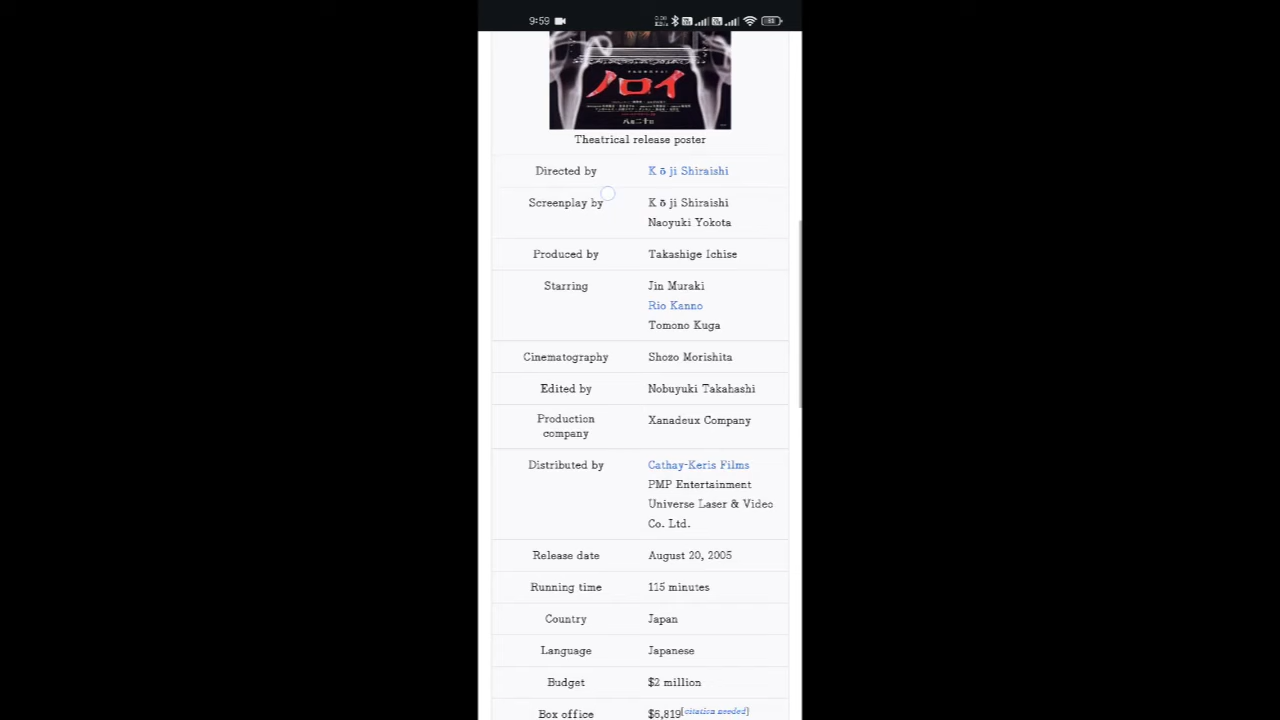 9:59
ノロイ
Theatrical release poster
Directed by Kōji Shiraishi
Screenplay by Kōji Shiraishi
Naoyuki Yokota
Produced by Takashige Ichise
Starring Jin Muraki
Rio Kanno
Tomono Kuga
Cinematography Shozo Morishita
Edited by Nobuyuki Takahashi
Production
company
Xanadeux Company
Distributed by Cathay-Keris Films
PMP Entertainment
Universe Laser & Video
Co. Ltd.
Release date August 20, 2005
Running time 115 minutes
Country Japan
Language Japanese
Budget $2 million
Box office $5,819[citation needed]